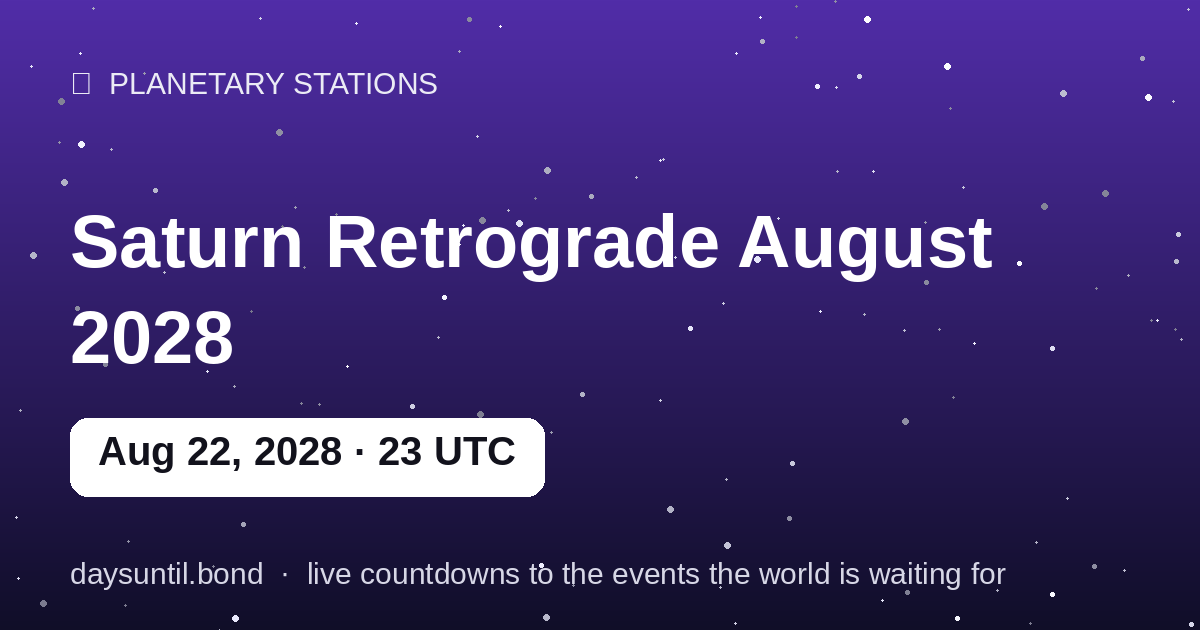 PLANETARY STATIONS
Saturn Retrograde August
2028
Aug 22, 2028 · 23 UTC
daysuntil.bond · live countdowns to the events the world is waiting for